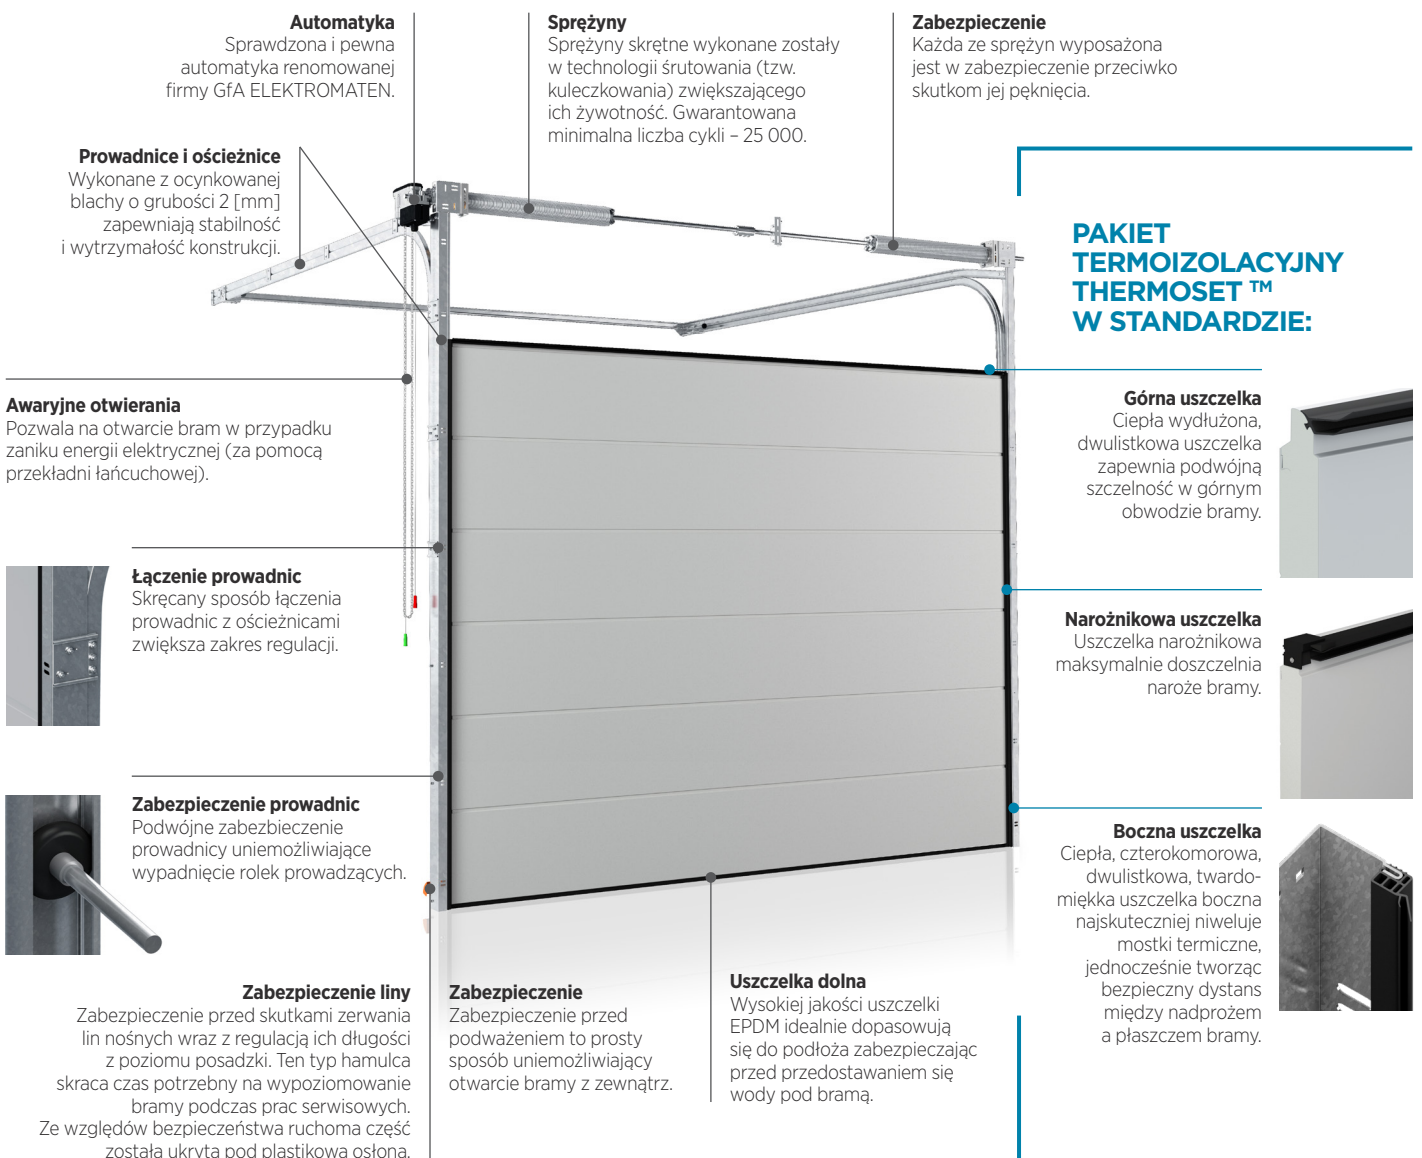 Automatyka
Sprawdzona i pewna
automatyka renomowanej
firmy GfA ELEKTROMATEN.
Sprężyny
Sprężyny skrętne wykonane zostały
w technologii śrutowania (tzw.
kuleczkowania) zwiększającego
ich żywotność. Gwarantowana
minimalna liczba cykli – 25 000.
Zabezpieczenie
Każda ze sprężyn wyposażona
jest w zabezpieczenie przeciwko
skutkom jej pęknięcia.
Prowadnice i ościeżnice
Wykonane z ocynkowanej
blachy o grubości 2 [mm]
zapewniają stabilność
i wytrzymałość konstrukcji.
PAKIET
TERMOIZOLACYJNY
THERMOSET ™
W STANDARDZIE:
Awaryjne otwierania
Pozwala na otwarcie bram w przypadku
zaniku energii elektrycznej (za pomocą
przekładni łańcuchowej).
Górna uszczelka
Ciepła wydłużona,
dwulistkowa uszczelka
zapewnia podwójną
szczelność w górnym
obwodzie bramy.
Łączenie prowadnic
Skręcany sposób łączenia
prowadnic z ościeżnicami
zwiększa zakres regulacji.
Narożnikowa uszczelka
Uszczelka narożnikowa
maksymalnie doszczelnia
naroże bramy.
Zabezpieczenie prowadnic
Podwójne zabezbieczenie
prowadnicy uniemożliwiające
wypadnięcie rolek prowadzących.
Boczna uszczelka
Ciepła, czterokomorowa,
dwulistkowa, twardo-
miękka uszczelka boczna
najskuteczniej niweluje
mostki termiczne,
jednocześnie tworząc
bezpieczny dystans
między nadprożem
a płaszczem bramy.
Zabezpieczenie liny
Zabezpieczenie przed skutkami zerwania
lin nośnych wraz z regulacją ich długości
z poziomu posadzki. Ten typ hamulca
skraca czas potrzebny na wypoziomowanie
bramy podczas prac serwisowych.
Ze względów bezpieczeństwa ruchoma część
została ukryta pod plastikową osłoną.
Zabezpieczenie
Zabezpieczenie przed
podważeniem to prosty
sposób uniemożliwiający
otwarcie bramy z zewnątrz.
Uszczelka dolna
Wysokiej jakości uszczelki
EPDM idealnie dopasowują
się do podłoża zabezpieczając
przed przedostawaniem się
wody pod bramą.